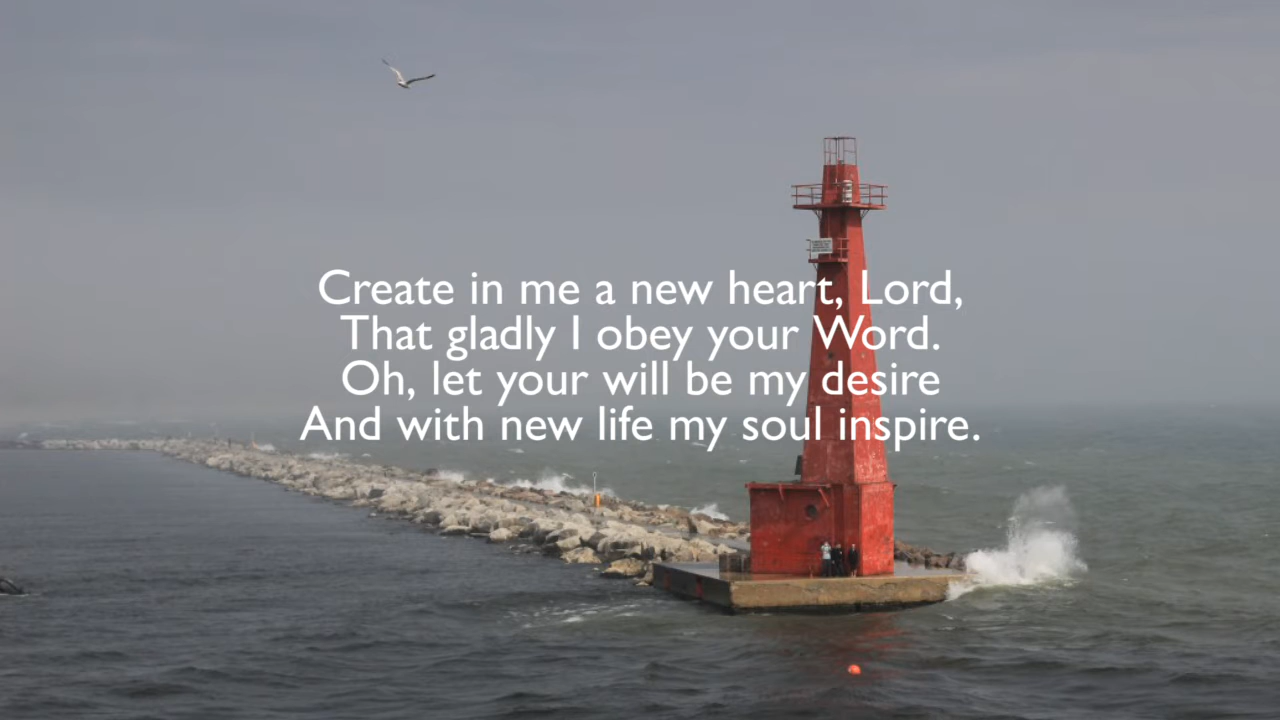 Create in me a new heart, Lord,
That gladly I obey your Word.
Oh, let your will be my desire
And with new life my soul inspire.